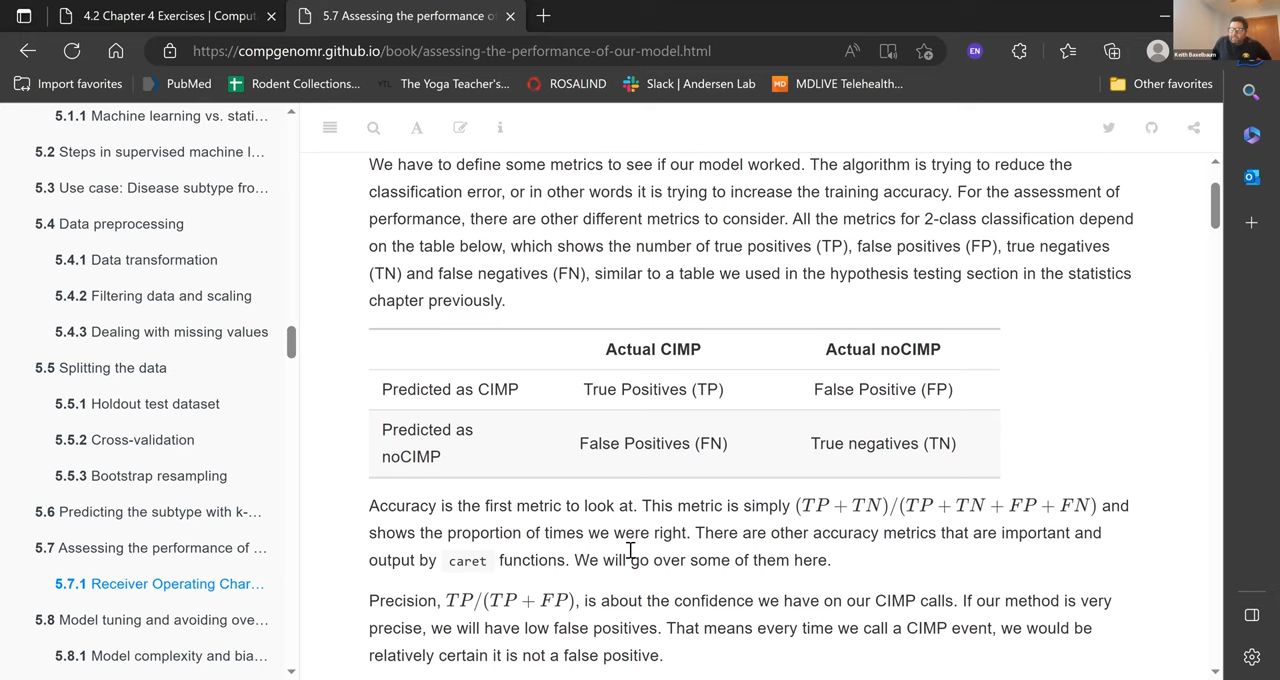 4.2 Chapter 4 Exercises | Comput
5.7 Assessing the performance of
https://compgenomr.github.io/book/assessing-the-performance-of-our-model.html
EN
Keith Baxelbaum
Import favorites
PubMed
Rodent Collections...
YTL The Yoga Teacher's...
ROSALIND
Slack | Andersen Lab
MD MDLIVE Telehealth...
Other favorites
5.1.1 Machine learning vs. stati...
5.2 Steps in supervised machine l...
5.3 Use case: Disease subtype fro...
5.4 Data preprocessing
5.4.1 Data transformation
5.4.2 Filtering data and scaling
5.4.3 Dealing with missing values
5.5 Splitting the data
5.5.1 Holdout test dataset
5.5.2 Cross-validation
5.5.3 Bootstrap resampling
5.6 Predicting the subtype with k-...
5.7 Assessing the performance of ...
5.7.1 Receiver Operating Char...
5.8 Model tuning and avoiding ove...
5.8.1 Model complexity and bia...
We have to define some metrics to see if our model worked. The algorithm is trying to reduce the
classification error, or in other words it is trying to increase the training accuracy. For the assessment of
performance, there are other different metrics to consider. All the metrics for 2-class classification depend
on the table below, which shows the number of true positives (TP), false positives (FP), true negatives
(TN) and false negatives (FN), similar to a table we used in the hypothesis testing section in the statistics
chapter previously.
Actual CIMP Actual noCIMP
Predicted as CIMP True Positives (TP) False Positive (FP)
Predicted as
noCIMP
False Positives (FN) True negatives (TN)
Accuracy is the first metric to look at. This metric is simply (TP + TN)/(TP + TN + FP + FN) and
shows the proportion of times we were right. There are other accuracy metrics that are important and
output by caret functions. We will go over some of them here.
Precision, TP/(TP + FP), is about the confidence we have on our CIMP calls. If our method is very
precise, we will have low false positives. That means every time we call a CIMP event, we would be
relatively certain it is not a false positive.